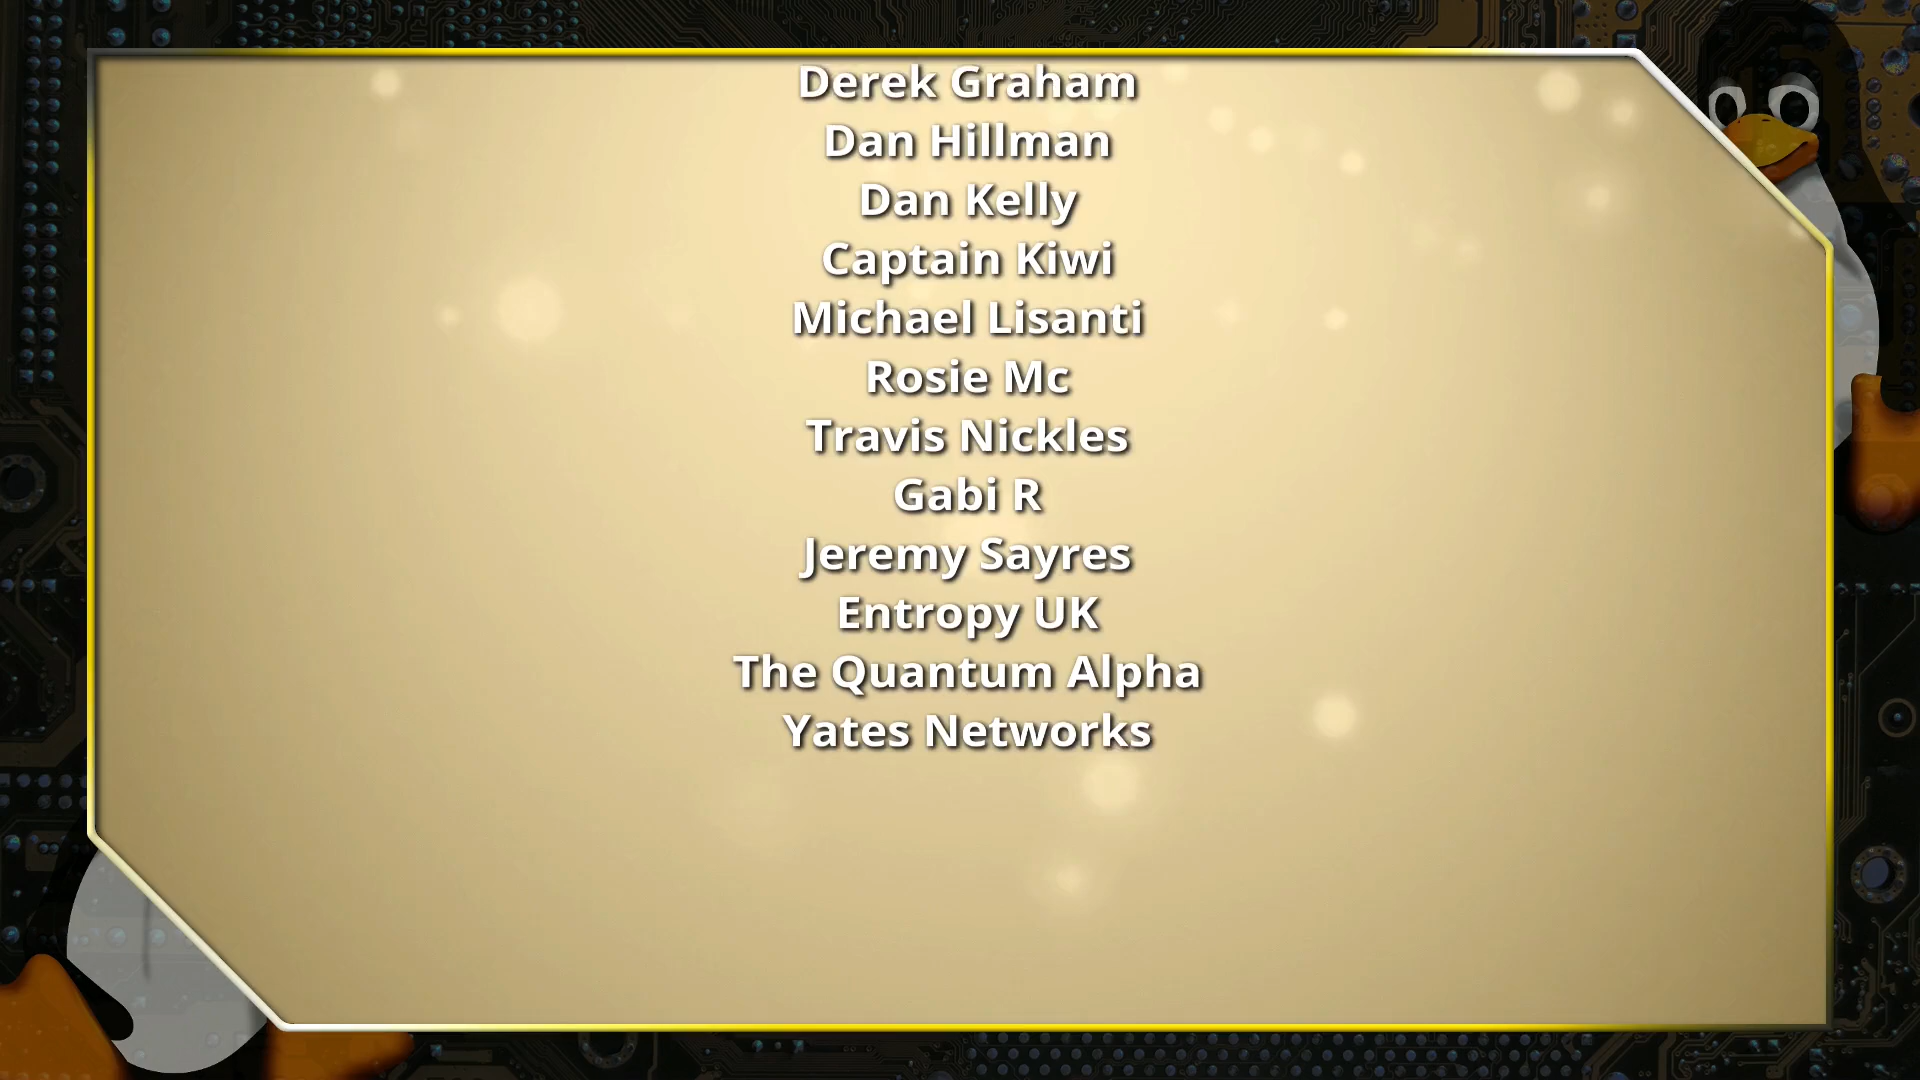 Derek Graham
Dan Hillman
Dan Kelly
Captain Kiwi
Michael Lisanti
Rosie Mc
Travis Nickles
Gabi R
Jeremy Sayres
Entropy UK
The Quantum Alpha
Yates Networks